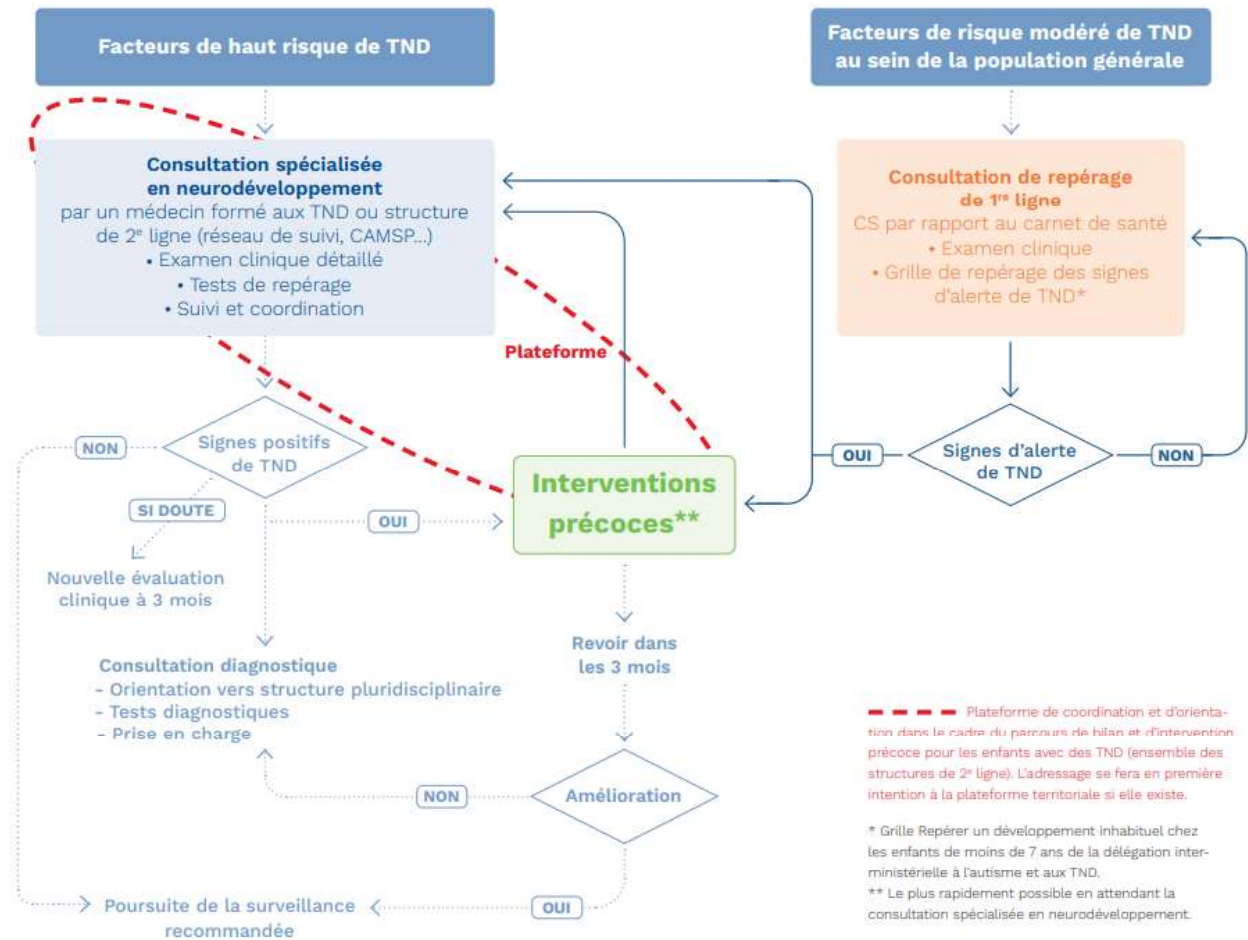 Facteurs de haut risque de TND
Facteurs de risque modéré de TND
au sein de la population générale
Consultation spécialisée
en neurodéveloppement
par un médecin formé aux TND ou structure
de 2e ligne (réseau de suivi, CAMSP...)
• Examen clinique détaillé
• Tests de repérage
• Suivi et coordination
Consultation de repérage
de 1re ligne
CS par rapport au carnet de santé
• Examen clinique
• Grille de repérage des signes
d'alerte de TND*
Plateforme
Signes positifs
de TND
NON
SI DOUTE
OUI
Nouvelle évaluation
clinique à 3 mois
Interventions
précoces**
OUI
Signes d'alerte
de TND
NON
Consultation diagnostique
- Orientation vers structure pluridisciplinaire
- Tests diagnostiques
- Prise en charge
Revoir dans
les 3 mois
NON
Amélioration
OUI
Poursuite de la surveillance
recommandée
Plateforme de coordination et d'orienta-
tion dans le cadre du parcours de bilan et d'intervention
précoce pour les enfants avec des TND (ensemble des
structures de 2e ligne). L'adressage se fera en première
intention à la plateforme territoriale si elle existe.
* Grille Repérer un développement inhabituel chez
les enfants de moins de 7 ans de la délégation inter-
ministérielle à l'autisme et aux TND.
** Le plus rapidement possible en attendant la
consultation spécialisée en neurodéveloppement.